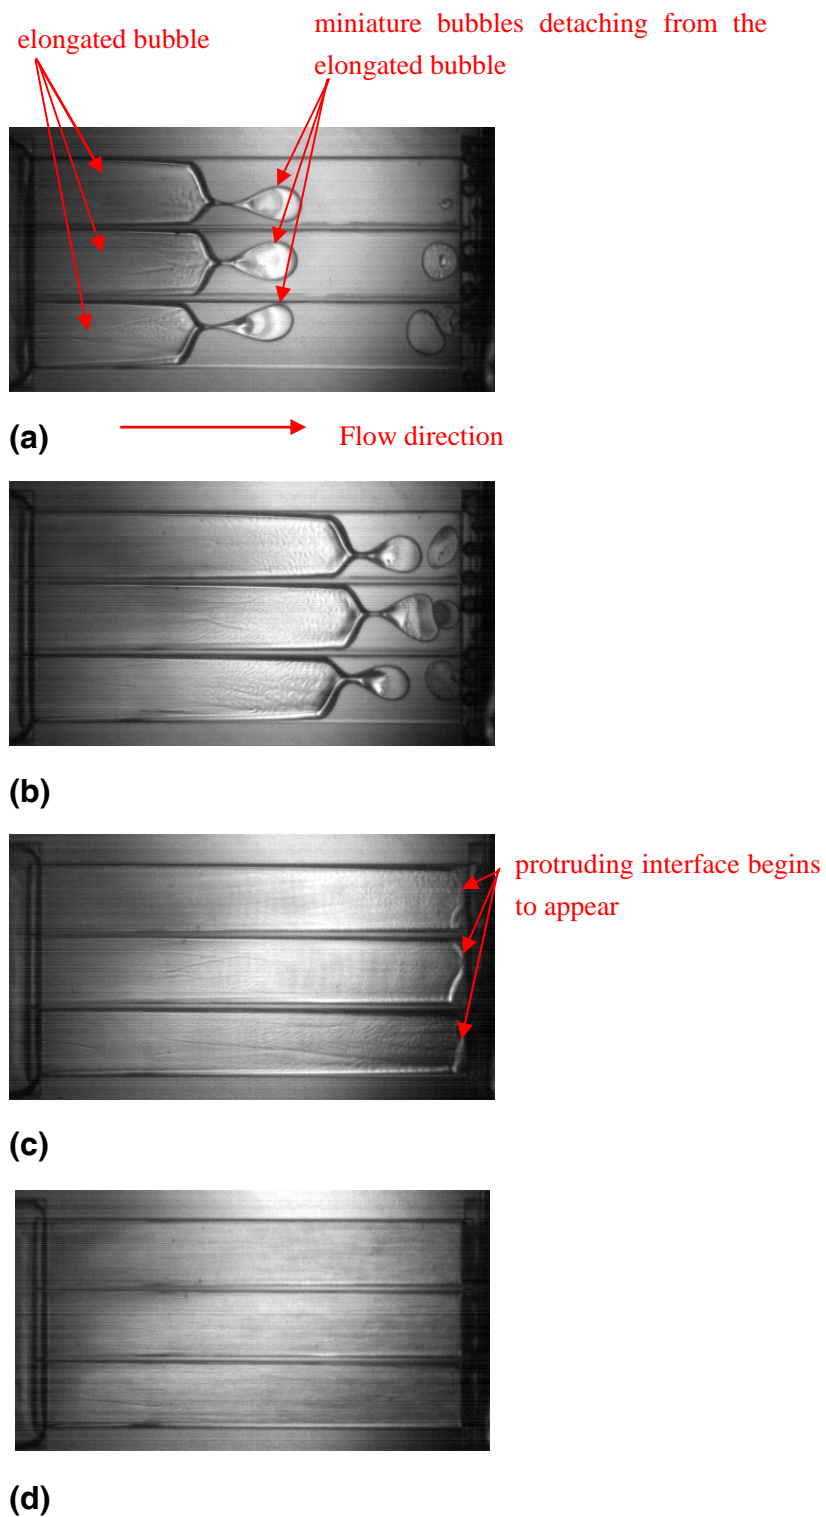 elongated bubble
miniature bubbles detaching from the
elongated bubble
(a)
Flow direction
(b)
protruding interface begins
to appear
(c)
(d)